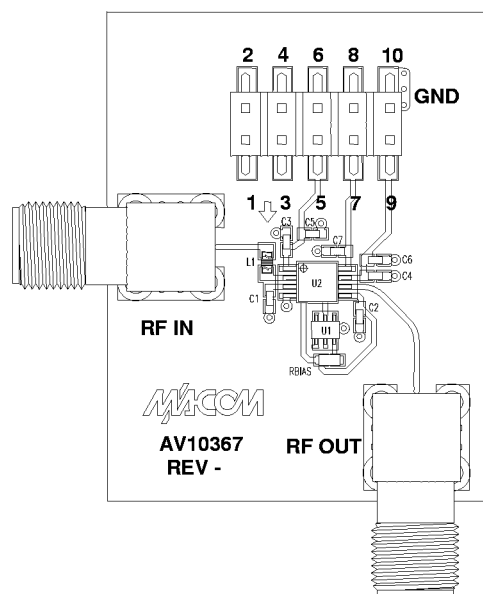 2 4 6 8 10
GND
1 3 5 7 9
C3 C5
C7
L1
C6
C4
U2
C1
C2
U1
RBIAS
RF IN
M/A-COM
AV10367
REV -
RF OUT